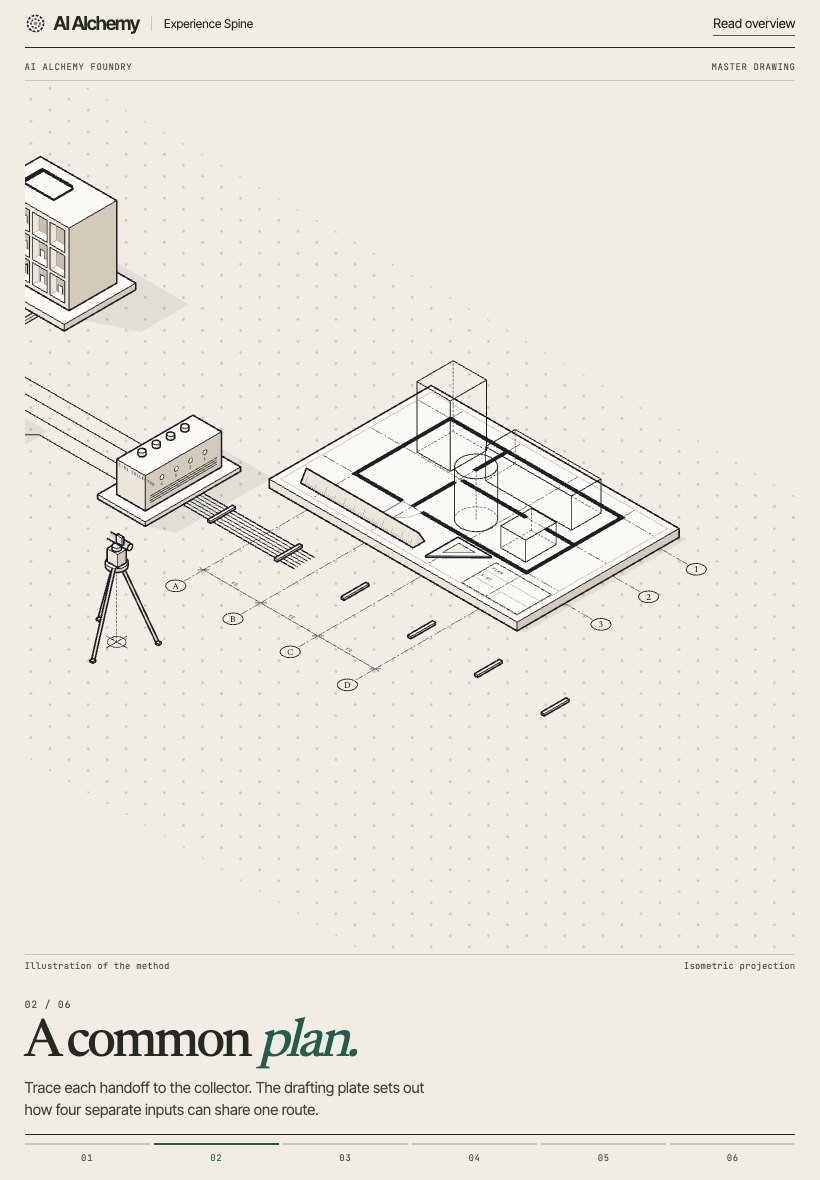 AI Alchemy
Experience Spine
Read overview
AI ALCHEMY FOUNDRY
MASTER DRAWING
A
B
C
D
1
2
3
PLAN
Illustration of the method
Isometric projection
02 / 06
A common plan.
Trace each handoff to the collector. The drafting plate sets out
how four separate inputs can share one route.
01
02
03
04
05
06